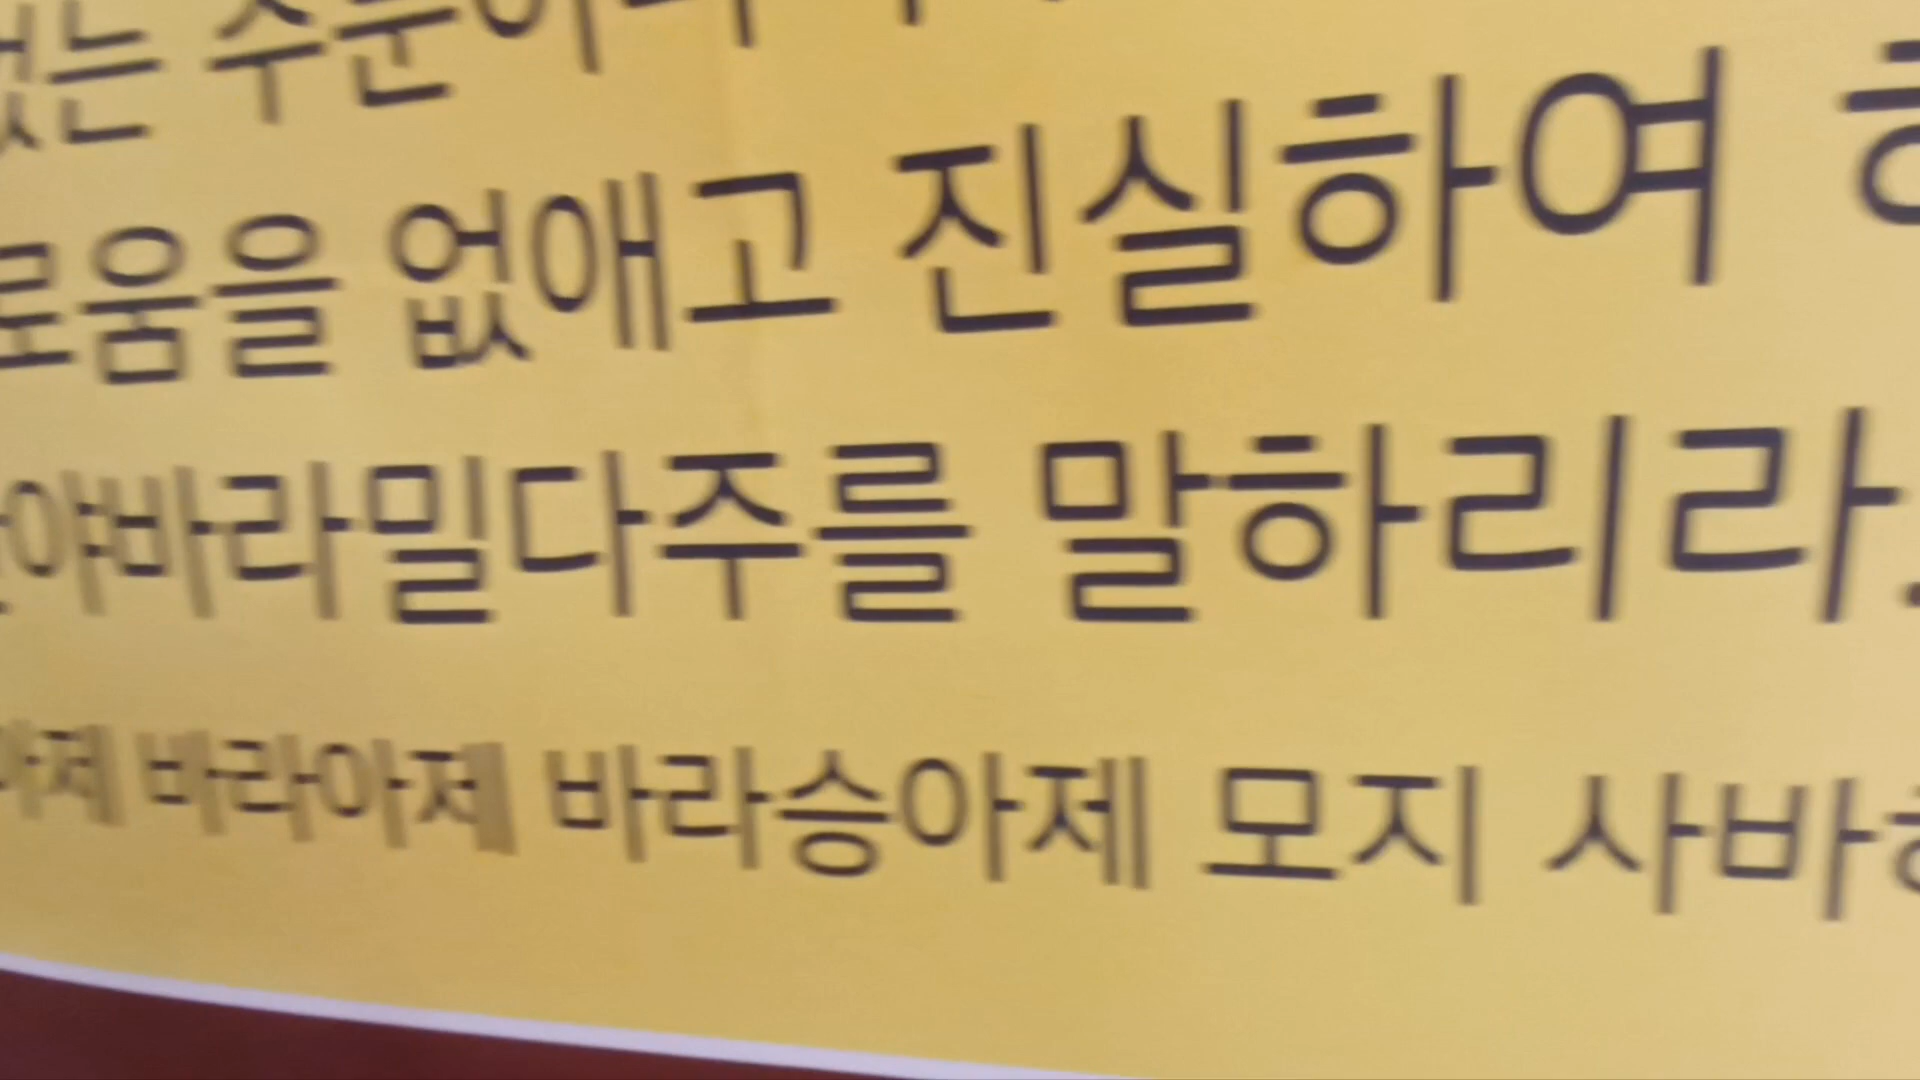 없는 주문이
로움을 없애고 진실하여
야바라밀다주를 말하리라.
아제 바라아제 바라승아제 모지 사바